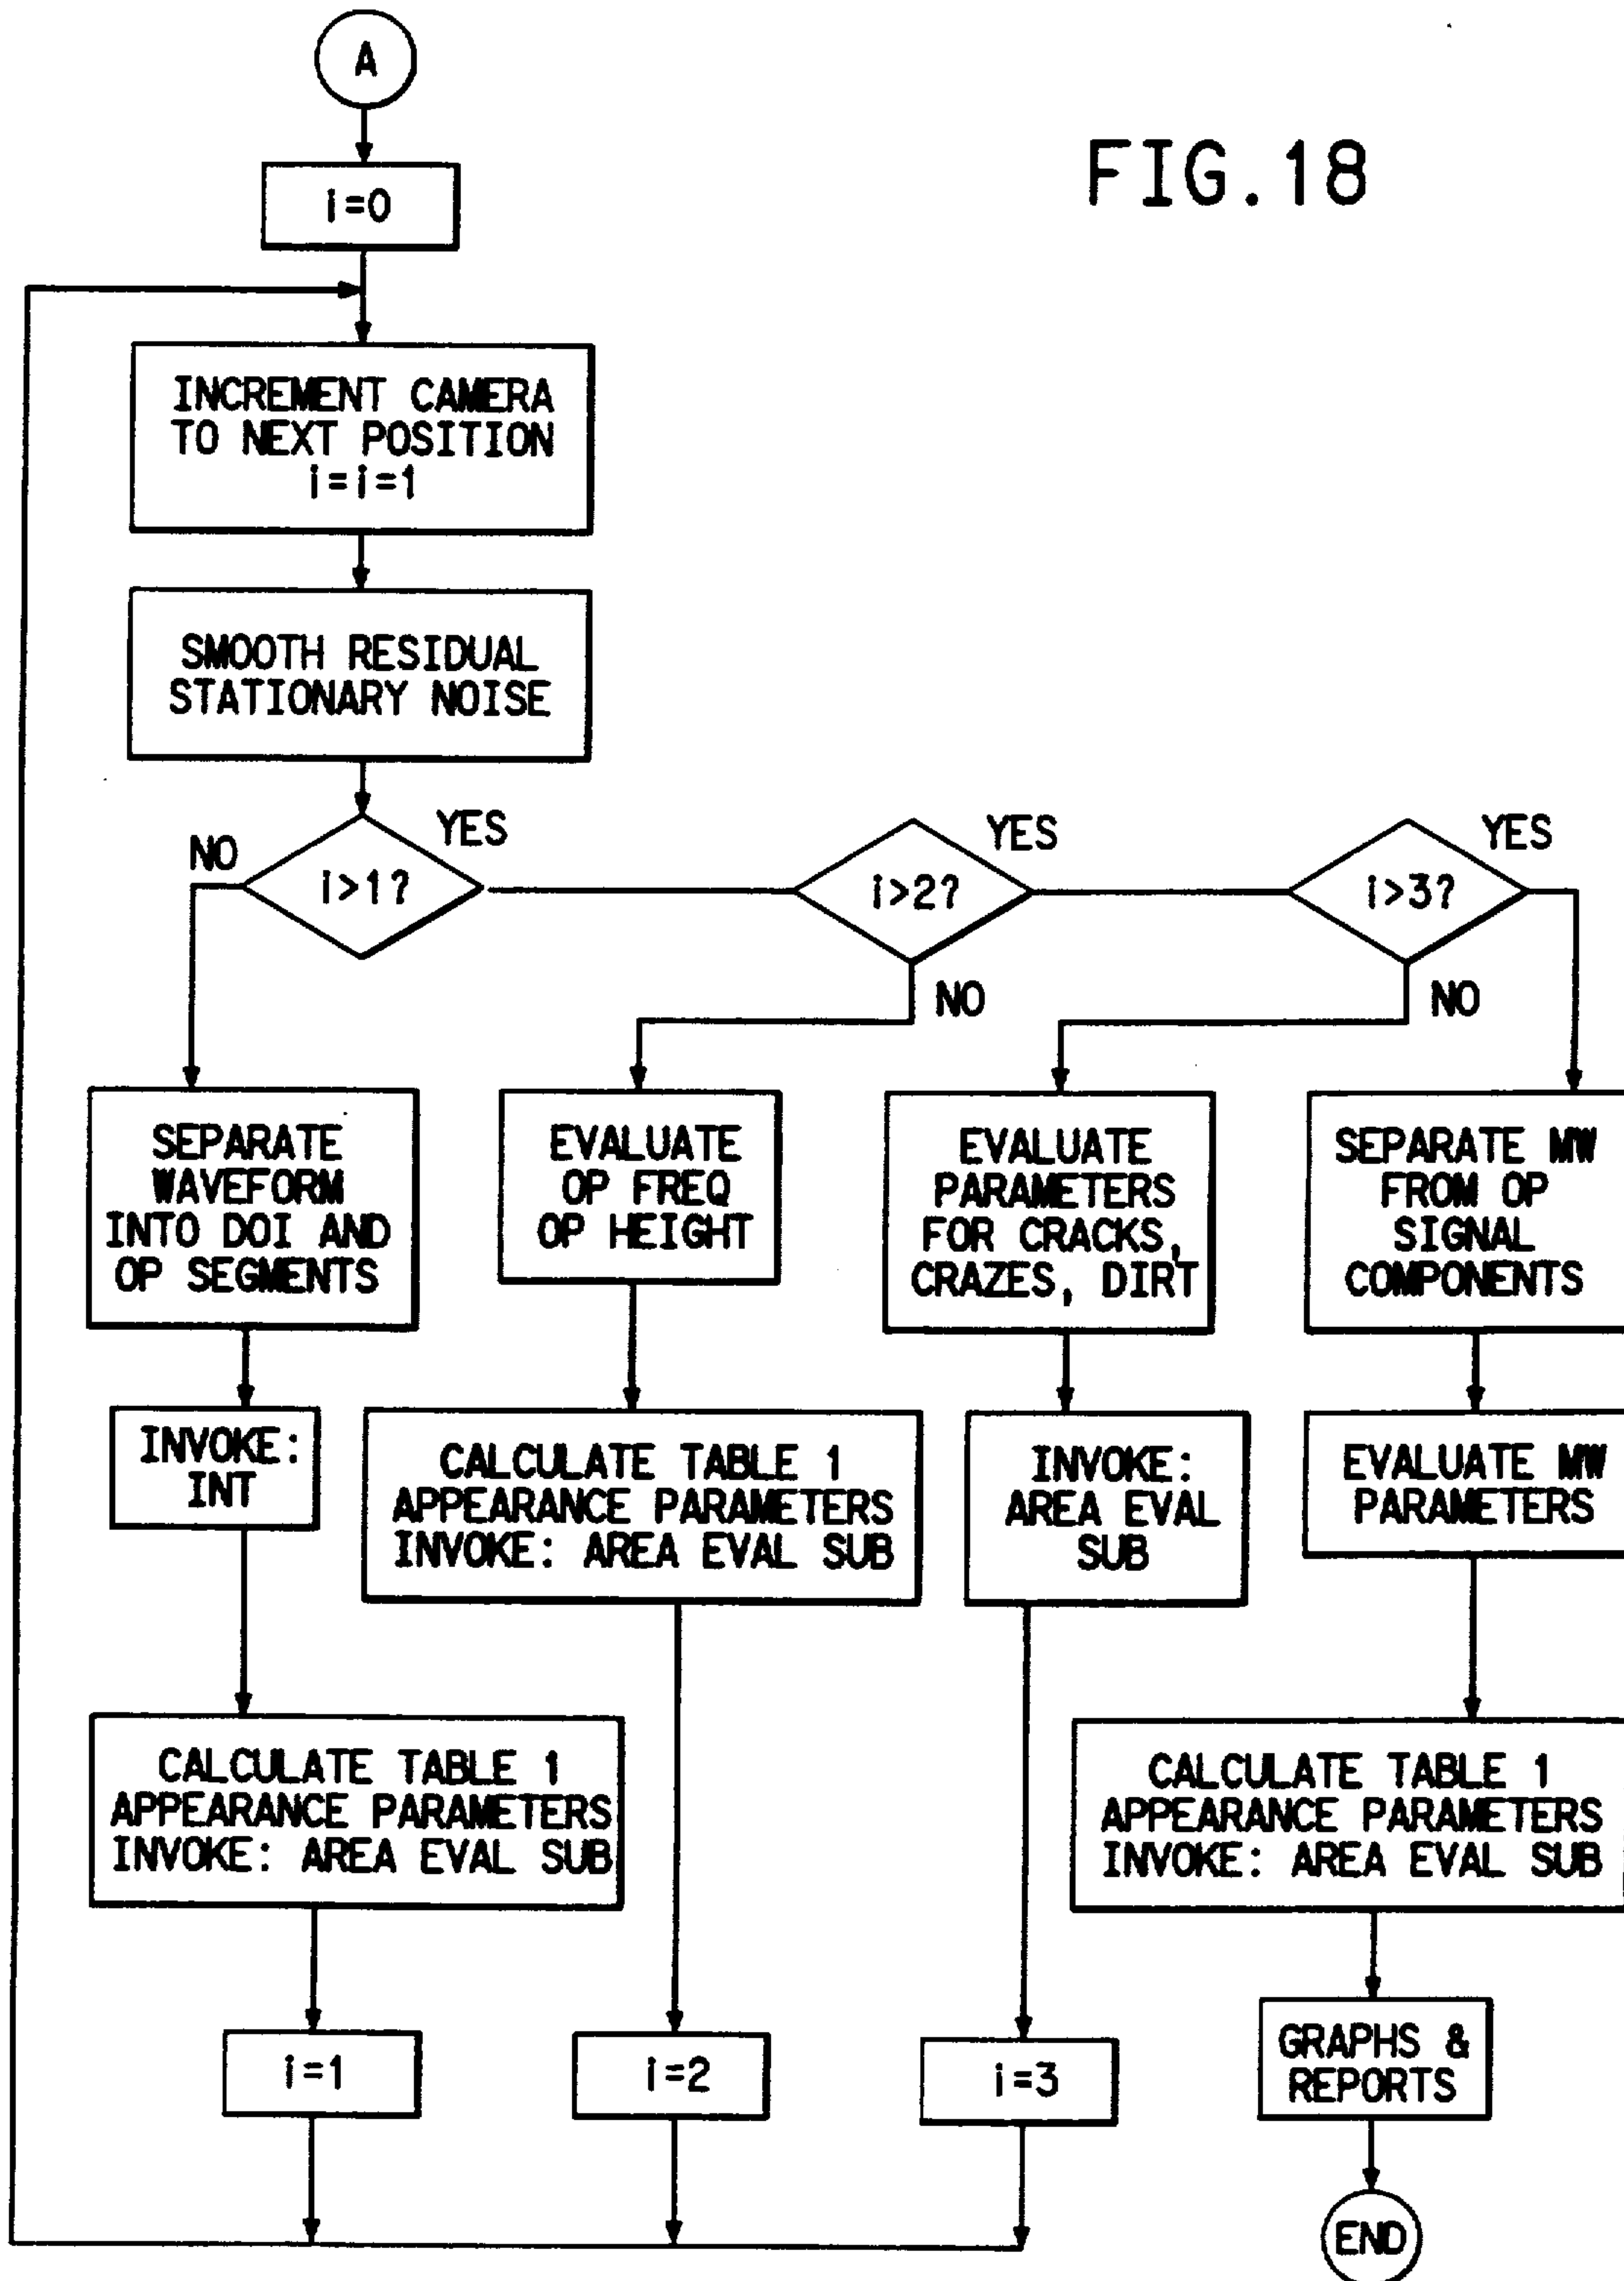 A
FIG.18
i=0
INCREMENT CAMERA
TO NEXT POSITION
i=i=1
SMOOTH RESIDUAL
STATIONARY NOISE
NO
i>1?
YES
i>2?
YES
i>3?
YES
NO
NO
SEPARATE
WAVEFORM
INTO DOI AND
OP SEGMENTS
EVALUATE
OP FREQ
OP HEIGHT
EVALUATE
PARAMETERS
FOR CRACKS,
CRAZES, DIRT
SEPARATE MW
FROM OP
SIGNAL
COMPONENTS
INVOKE:
INT
CALCULATE TABLE 1
APPEARANCE PARAMETERS
INVOKE: AREA EVAL SUB
INVOKE:
AREA EVAL
SUB
EVALUATE MW
PARAMETERS
CALCULATE TABLE 1
APPEARANCE PARAMETERS
INVOKE: AREA EVAL SUB
CALCULATE TABLE 1
APPEARANCE PARAMETERS
INVOKE: AREA EVAL SUB
i=1
i=2
i=3
GRAPHS &
REPORTS
END